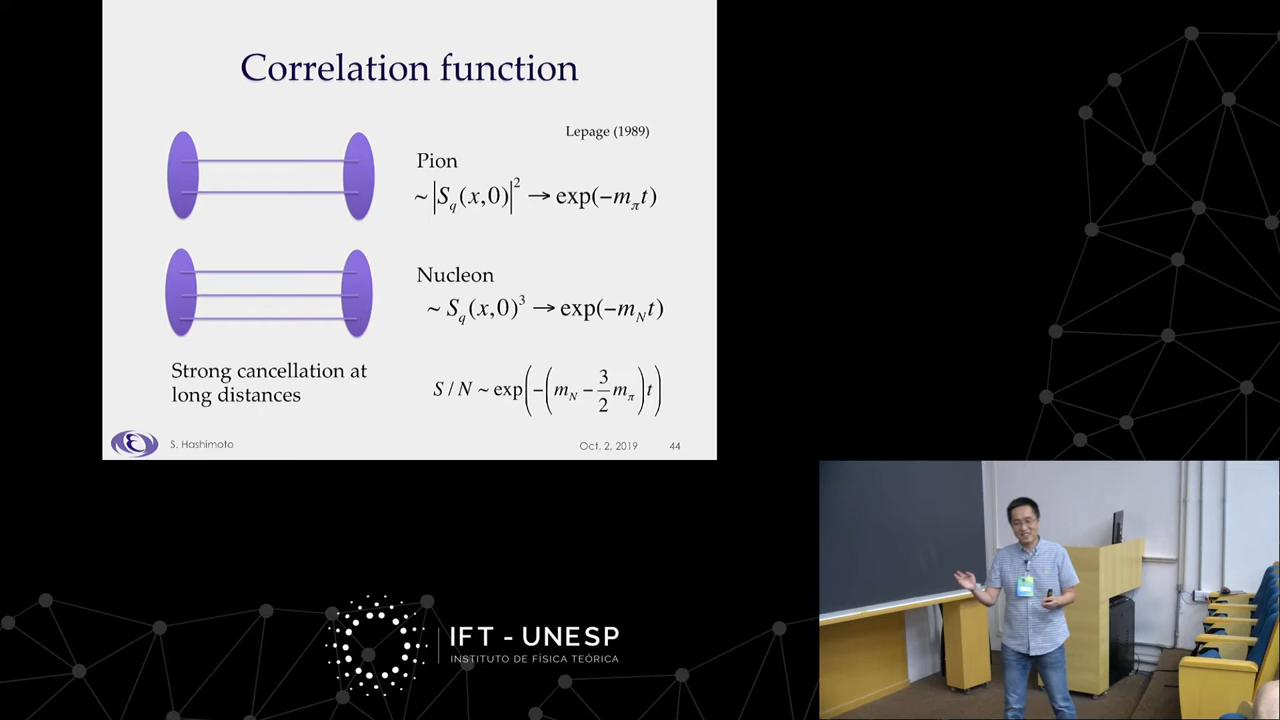 Correlation function
Lepage (1989)
Pion
~ |S_q(x,0)|² → exp(−m_π t)
Nucleon
~ S_q(x,0)³ → exp(−m_N t)
Strong cancellation at
long distances
S / N ~ exp(−(m_N − 3/2 m_π)t)
S. Hashimoto
Oct. 2, 2019
44
IFT - UNESP
INSTITUTO DE FÍSICA TEÓRICA